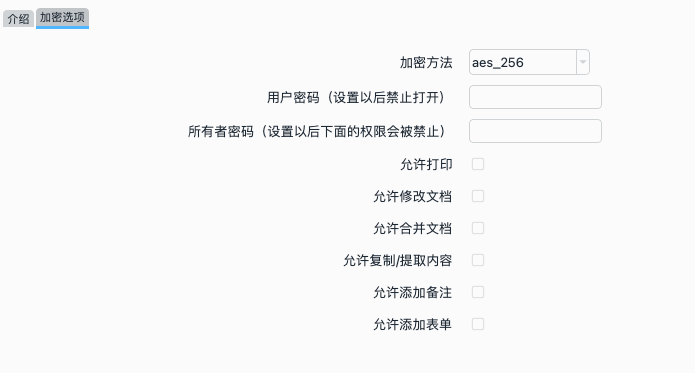 介绍 加密选项
加密方法 aes_256
用户密码（设置以后禁止打开）
所有者密码（设置以后下面的权限会被禁止）
允许打印
允许修改文档
允许合并文档
允许复制/提取内容
允许添加备注
允许添加表单